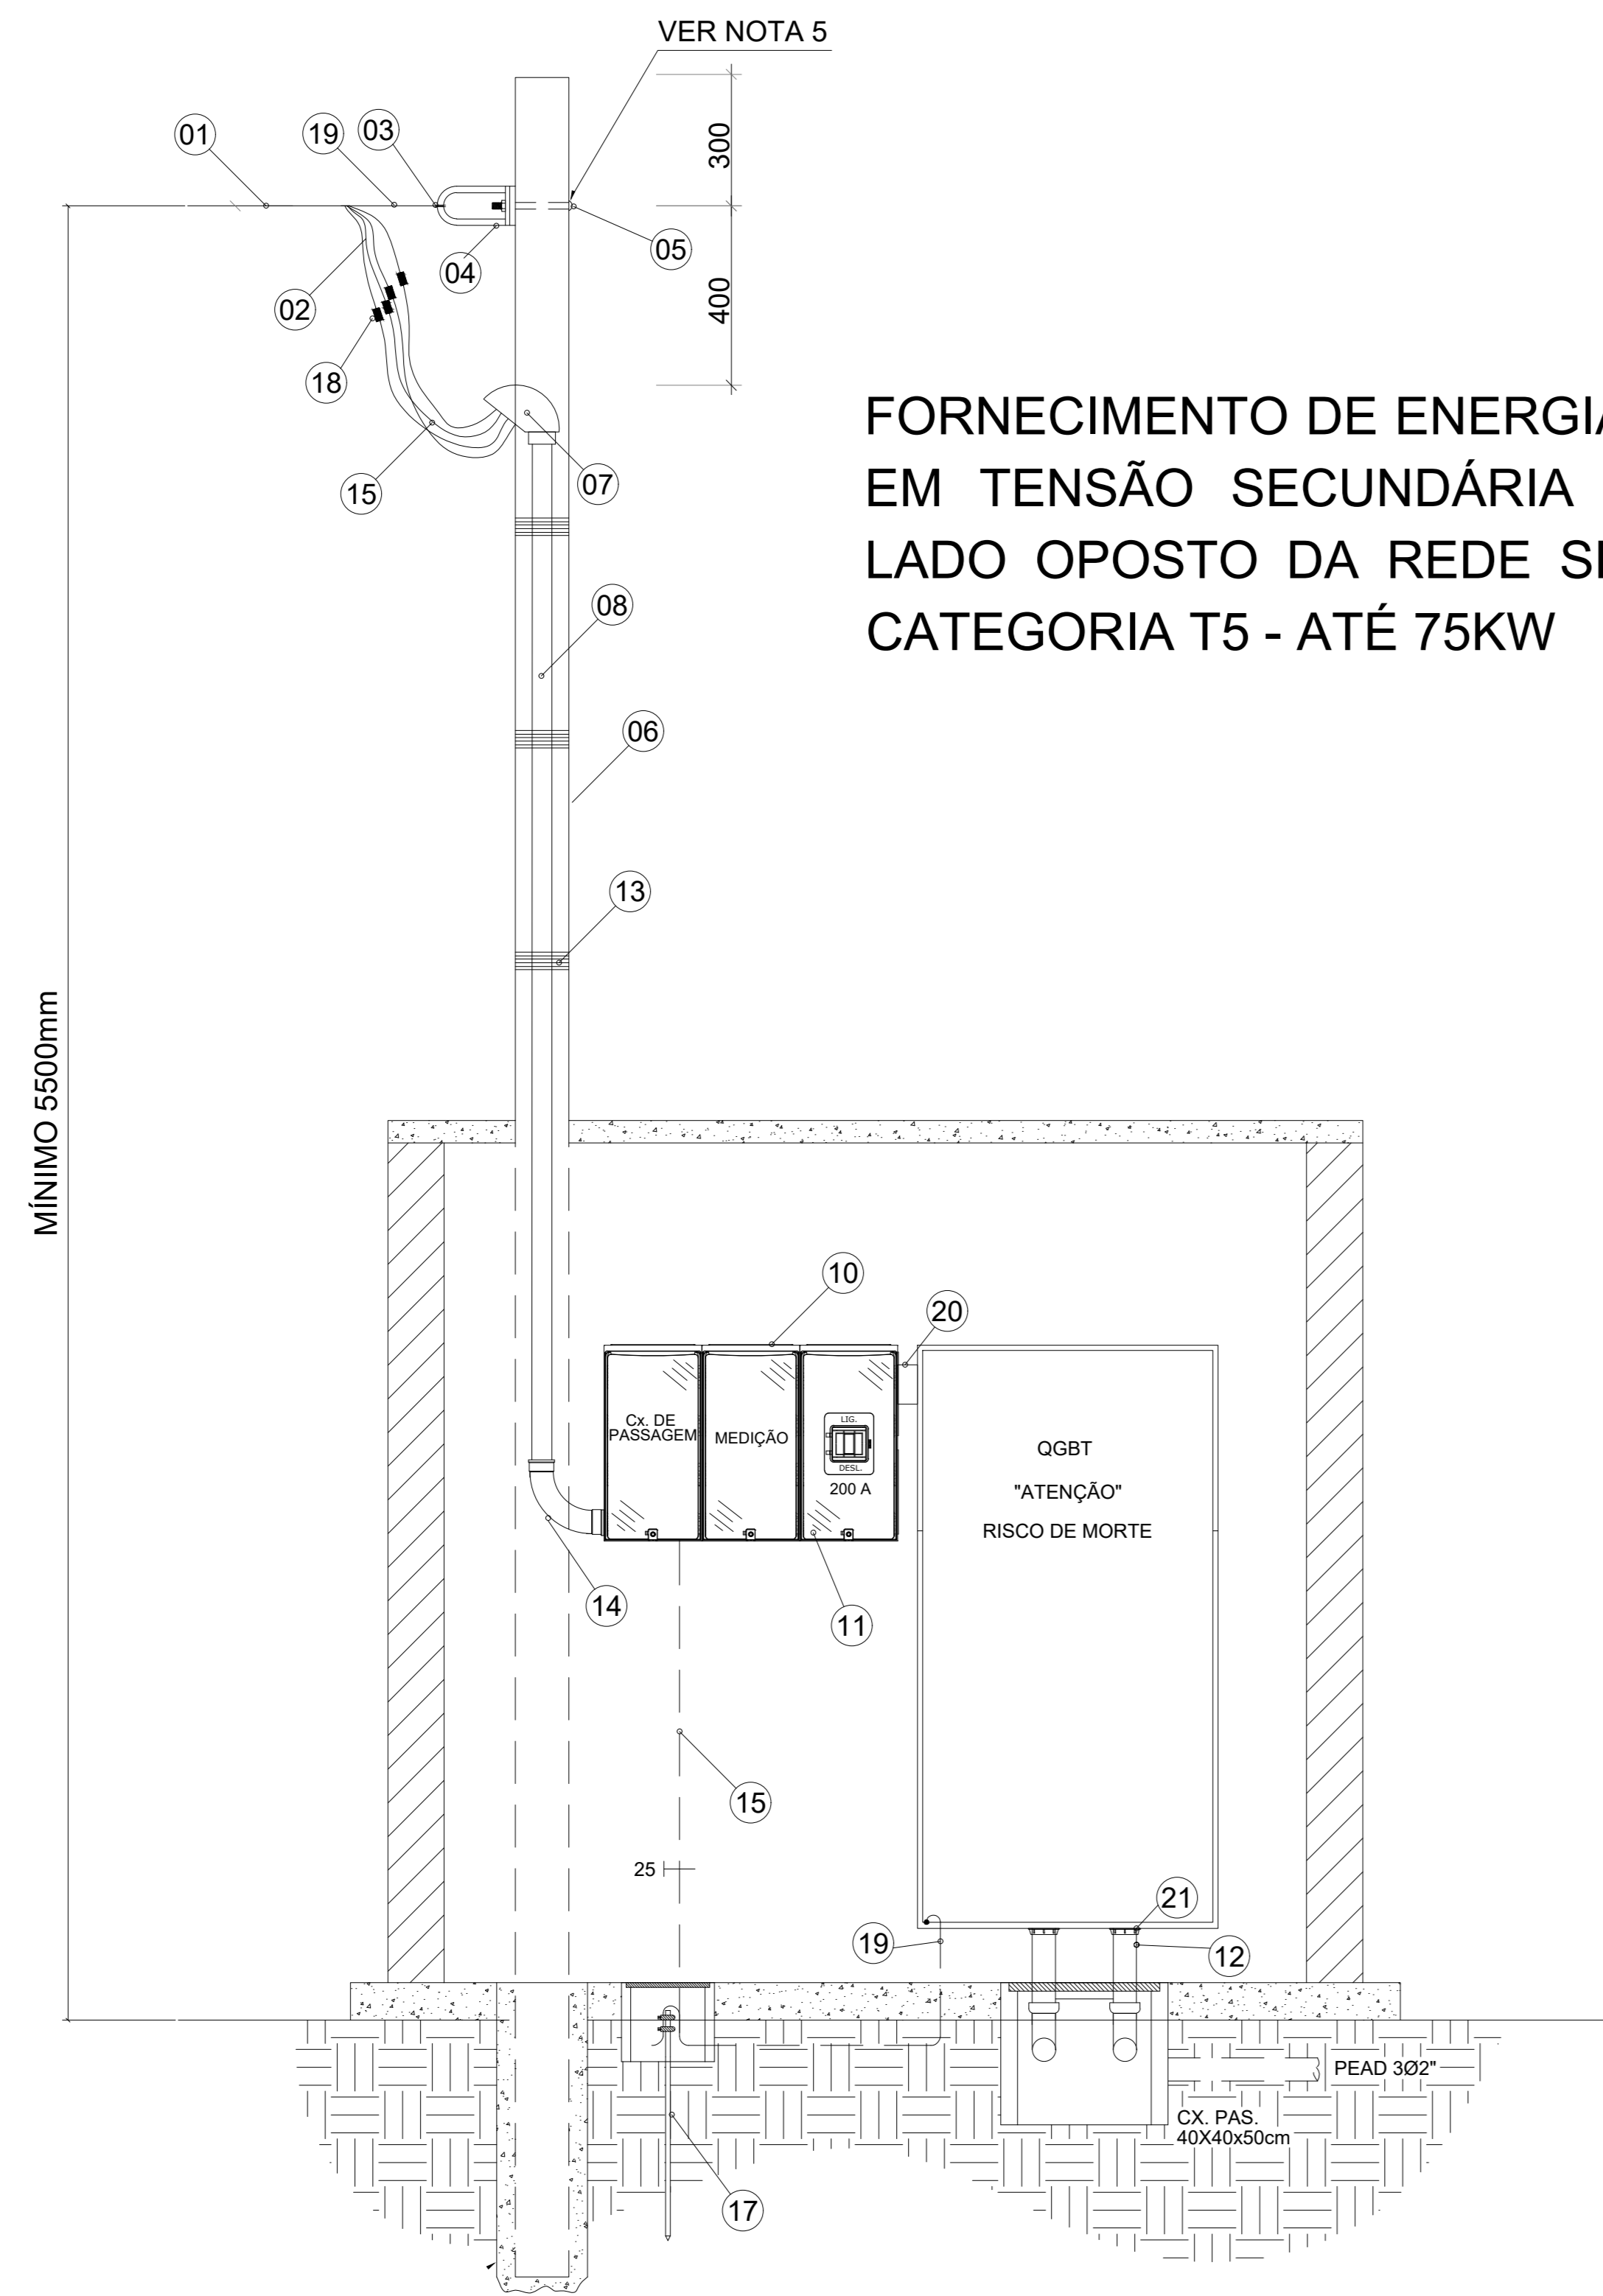 VER NOTA 5
01
19
03
300
05
04
400
02
18
FORNECIMENTO DE ENERGIA
EM TENSÃO SECUNDÁRIA
LADO OPOSTO DA REDE
CATEGORIA T5 - ATÉ 75KW
15
07
08
06
13
MÍNIMO 5500mm
10
20
Cx. DE
PASSAGEM
MEDIÇÃO
LIG.
DESL.
200 A
QGBT
"ATENÇÃO"
RISCO DE MORTE
14
11
15
25
21
19
12
PEAD 3Ø2"
CX. PAS.
40X40x50cm
17